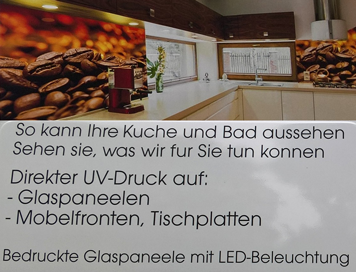 So kann Ihre Kuche und Bad aussehen
Sehen sie, was wir fur Sie tun konnen
Direkter UV-Druck auf:
- Glaspaneelen
- Mobelfronten, Tischplatten
Bedruckte Glaspaneele mit LED-Beleuchtung